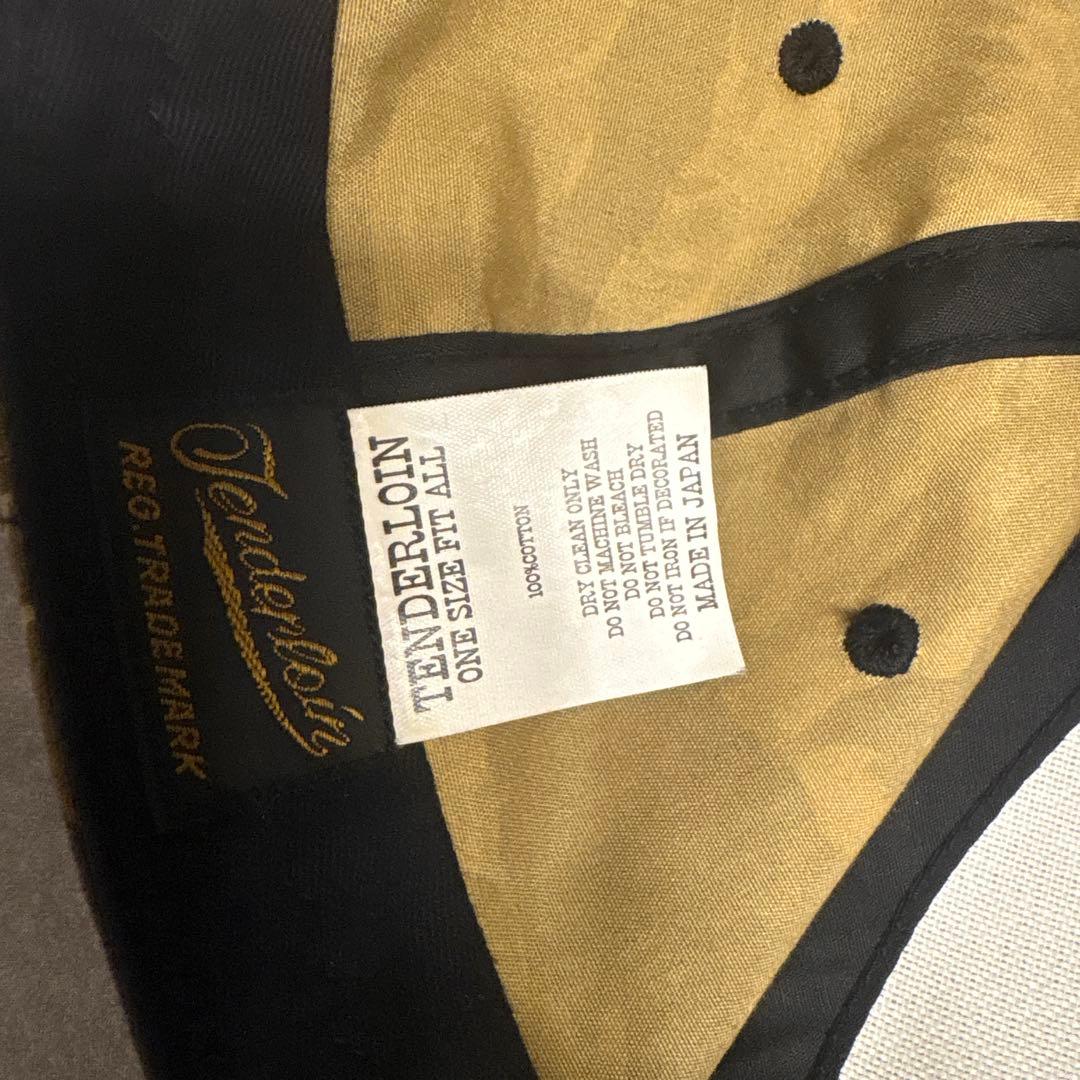 Tenderloin
REG. TRADE MARK
TENDERLOIN
ONE SIZE FIT ALL
100%COTTON
DRY CLEAN ONLY
DO NOT MACHINE WASH
DO NOT BLEACH
DO NOT TUMBLE DRY
DO NOT IRON IF DECORATED
MADE IN JAPAN